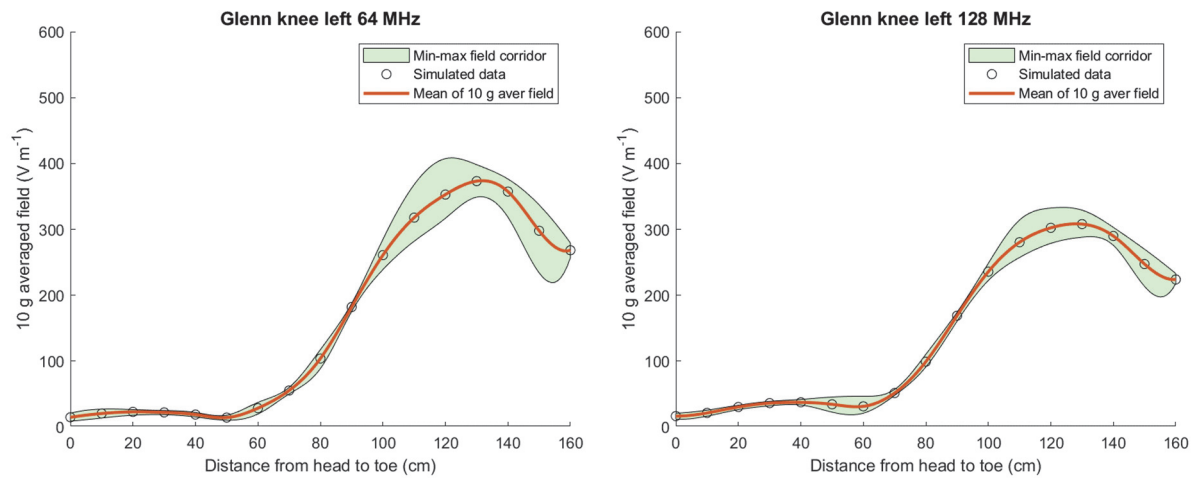 Glenn knee left 64 MHz
600
500
400
300
200
100
0
10 g averaged field (V m⁻¹)
Min-max field corridor
Simulated data
Mean of 10 g aver field
0 20 40 60 80 100 120 140 160
Distance from head to toe (cm)
Glenn knee left 128 MHz
600
500
400
300
200
100
0
10 g averaged field (V m⁻¹)
Min-max field corridor
Simulated data
Mean of 10 g aver field
0 20 40 60 80 100 120 140 160
Distance from head to toe (cm)